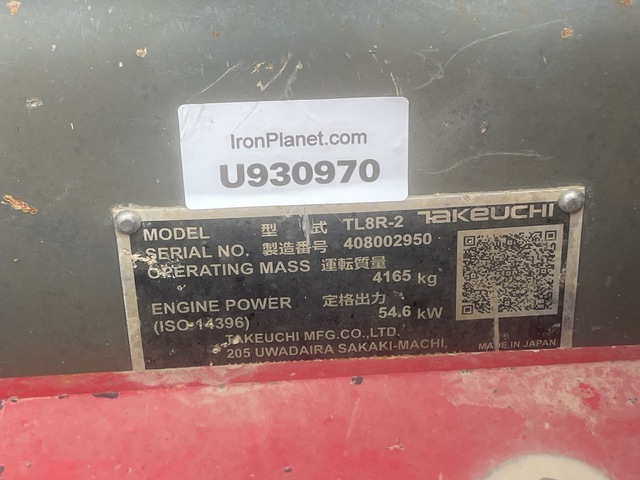 IronPlanet.com
U930970
MODEL 型 式 TL8R-2 TAKEUCHI
SERIAL NO. 製造番号 408002950
OPERATING MASS 運転質量
4165 kg
ENGINE POWER 定格出力
(ISO 14396) 54.6 kW
TAKEUCHI MFG.CO.,LTD.
205 UWADAIRA SAKAKI-MACHI, MADE IN JAPAN